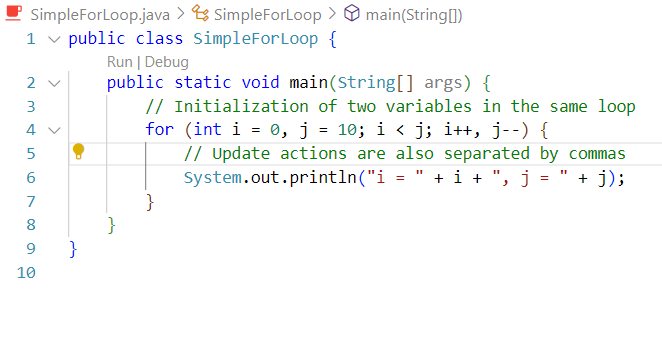 SimpleForLoop.java > SimpleForLoop > main(String[])
1 public class SimpleForLoop {
Run | Debug
2 public static void main(String[] args) {
3 // Initialization of two variables in the same loop
4 for (int i = 0, j = 10; i < j; i++, j--) {
5 // Update actions are also separated by commas
6 System.out.println("i = " + i + ", j = " + j);
7 }
8 }
9 }
10